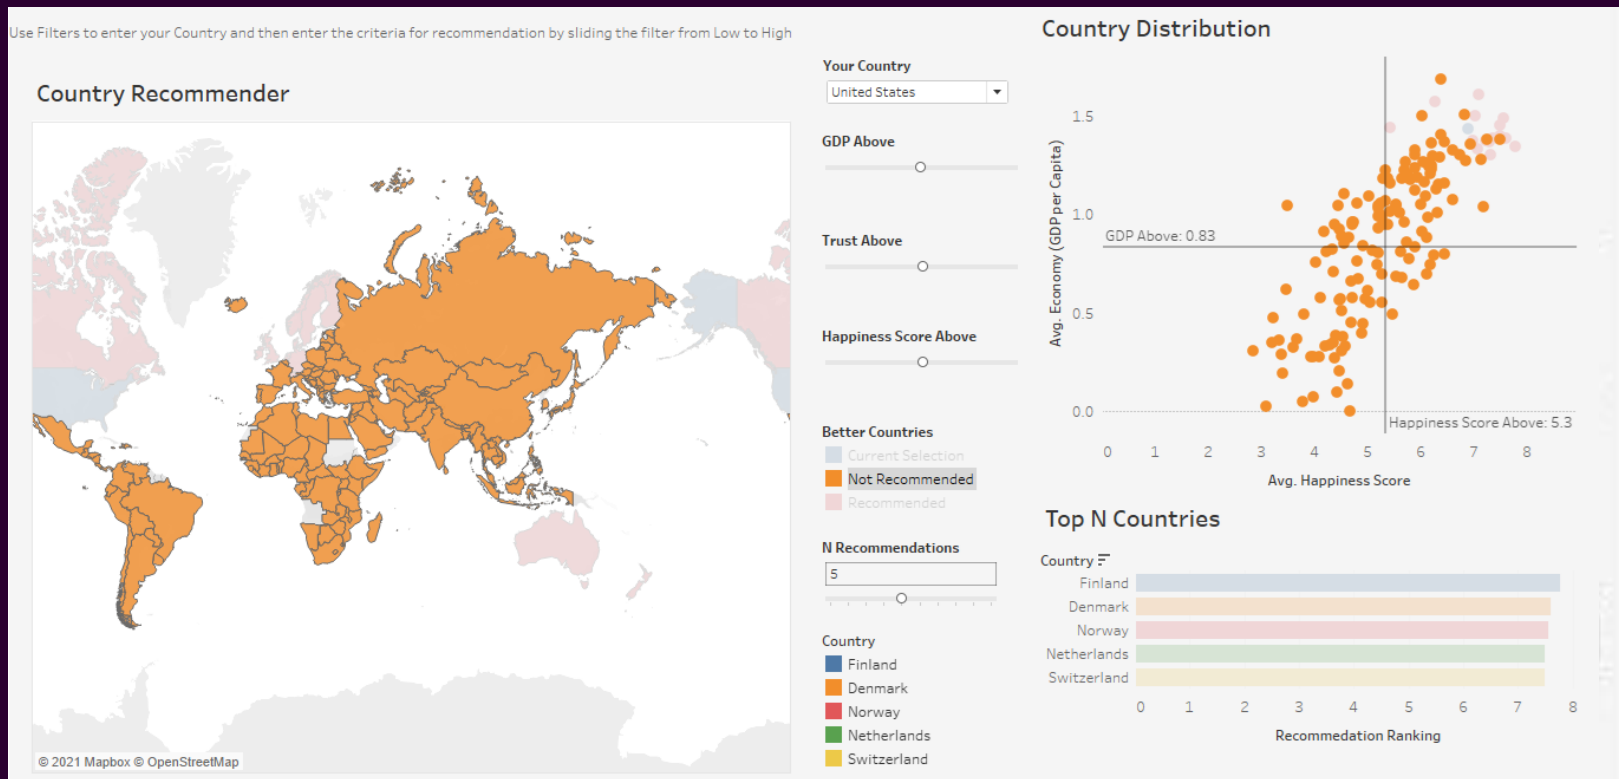 Use Filters to enter your Country and then enter the criteria for recommendation by sliding the filter from Low to High
Country Recommender
© 2021 Mapbox © OpenStreetMap
Your Country
United States
GDP Above
Trust Above
Happiness Score Above
Better Countries
Current Selection
Not Recommended
Recommended
N Recommendations
5
Country
Finland
Denmark
Norway
Netherlands
Switzerland
Country Distribution
Avg. Economy (GDP per Capita)
1.5
1.0
0.5
0.0
GDP Above: 0.83
Happiness Score Above: 5.3
0 1 2 3 4 5 6 7 8
Avg. Happiness Score
Top N Countries
Country
Finland
Denmark
Norway
Netherlands
Switzerland
0 1 2 3 4 5 6 7 8
Recommedation Ranking